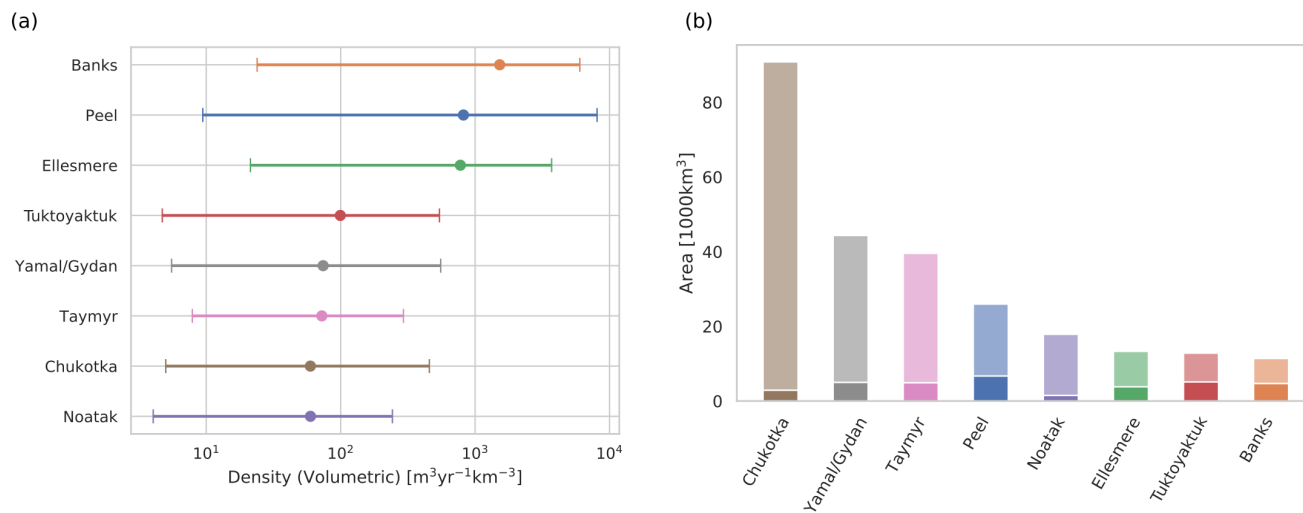 (a)
Banks
Peel
Ellesmere
Tuktoyaktuk
Yamal/Gydan
Taymyr
Chukotka
Noatak
10¹ 10² 10³ 10⁴
Density (Volumetric) [m³yr⁻¹km⁻³]
(b)
Area [1000km³]
80
60
40
20
0
Chukotka
Yamal/Gydan
Taymyr
Peel
Noatak
Ellesmere
Tuktoyaktuk
Banks